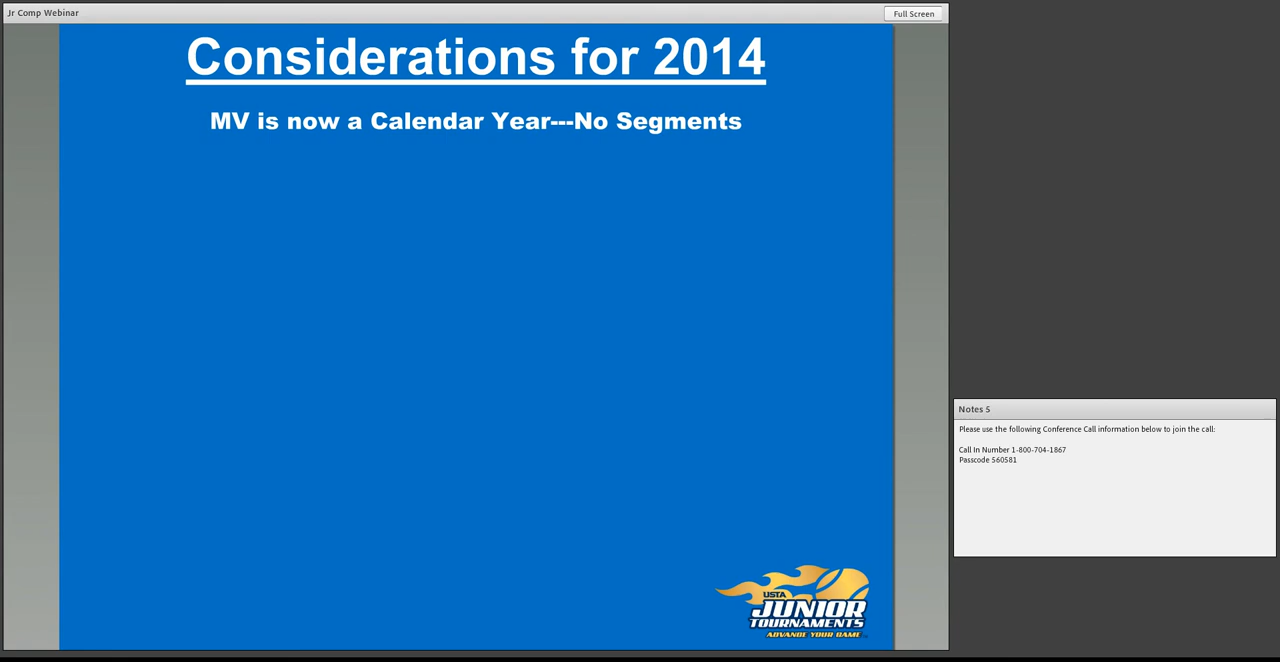 Jr Comp Webinar
Full Screen
Considerations for 2014
MV is now a Calendar Year---No Segments
Notes 5
Please use the following Conference Call information below to join the call:
Call In Number 1-800-704-1867
Passcode 560581
USTA
JUNIOR
TOURNAMENTS
ADVANCE YOUR GAME